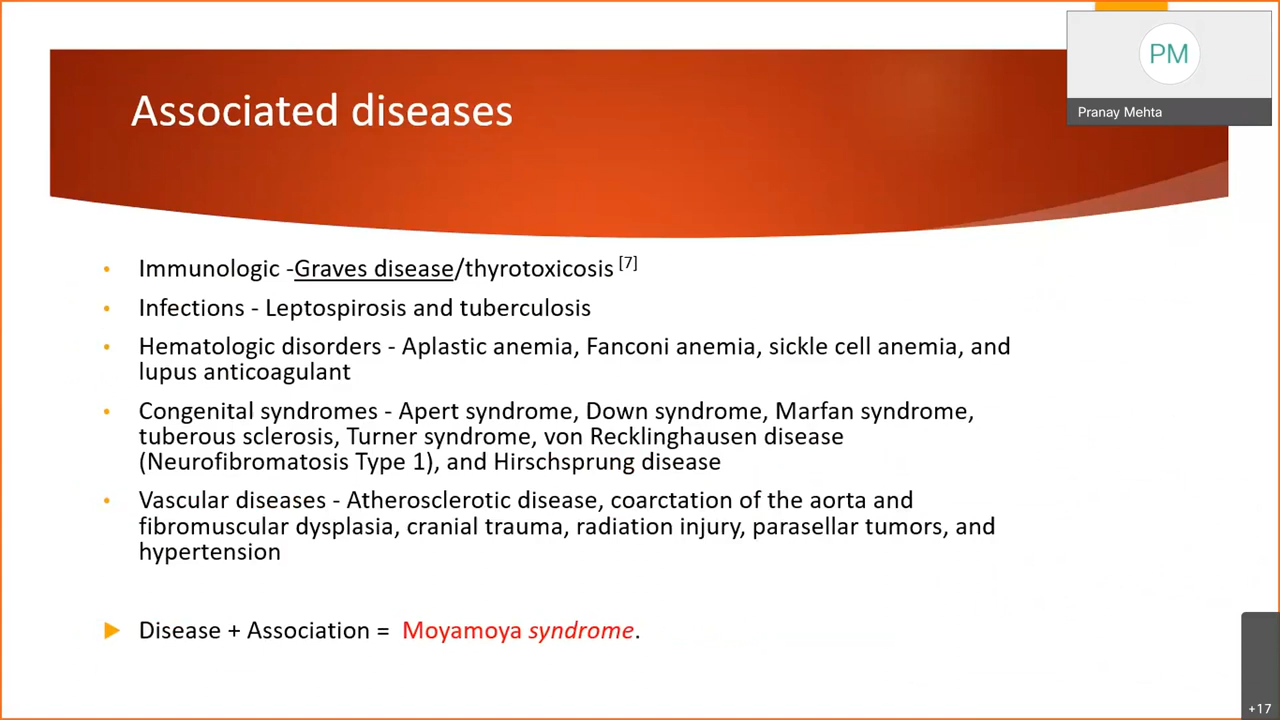 PM
Pranay Mehta
Associated diseases
• Immunologic -Graves disease/thyrotoxicosis [7]
• Infections - Leptospirosis and tuberculosis
• Hematologic disorders - Aplastic anemia, Fanconi anemia, sickle cell anemia, and
lupus anticoagulant
• Congenital syndromes - Apert syndrome, Down syndrome, Marfan syndrome,
tuberous sclerosis, Turner syndrome, von Recklinghausen disease
(Neurofibromatosis Type 1), and Hirschsprung disease
• Vascular diseases - Atherosclerotic disease, coarctation of the aorta and
fibromuscular dysplasia, cranial trauma, radiation injury, parasellar tumors, and
hypertension
Disease + Association = Moyamoya syndrome.
+17